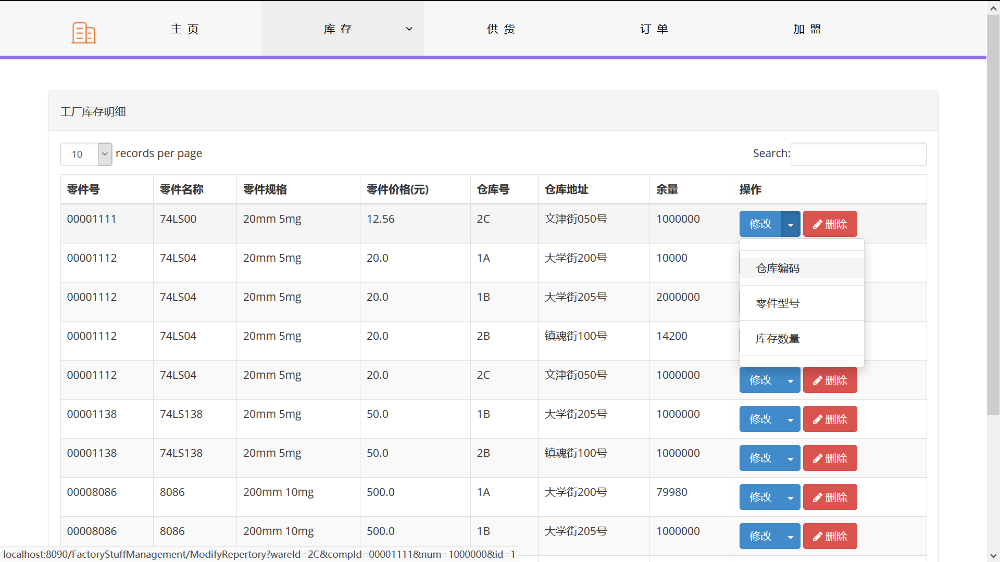 主 页 库 存 供 货 订 单 加 盟
工厂库存明细
10 records per page Search:
零件号 零件名称 零件规格 零件价格(元) 仓库号 仓库地址 余量 操作
00001111 74LS00 20mm 5mg 12.56 2C 文津街050号 1000000 修改 删除
00001112 74LS04 20mm 5mg 20.0 1A 大学街200号 10000 仓库编码
00001112 74LS04 20mm 5mg 20.0 1B 大学街205号 2000000 零件型号
00001112 74LS04 20mm 5mg 20.0 2B 镇魂街100号 14200 库存数量
00001112 74LS04 20mm 5mg 20.0 2C 文津街050号 1000000 修改 删除
00001138 74LS138 20mm 5mg 50.0 1B 大学街205号 1000000 修改 删除
00001138 74LS138 20mm 5mg 50.0 2B 镇魂街100号 1000000 修改 删除
00008086 8086 200mm 10mg 500.0 1A 大学街200号 79980 修改 删除
00008086 8086 200mm 10mg 500.0 1B 大学街205号 1000000 修改 删除
localhost:8090/FactoryStuffManagement/ModifyRepertory?wareId=2C&compId=00001111&num=1000000&id=1